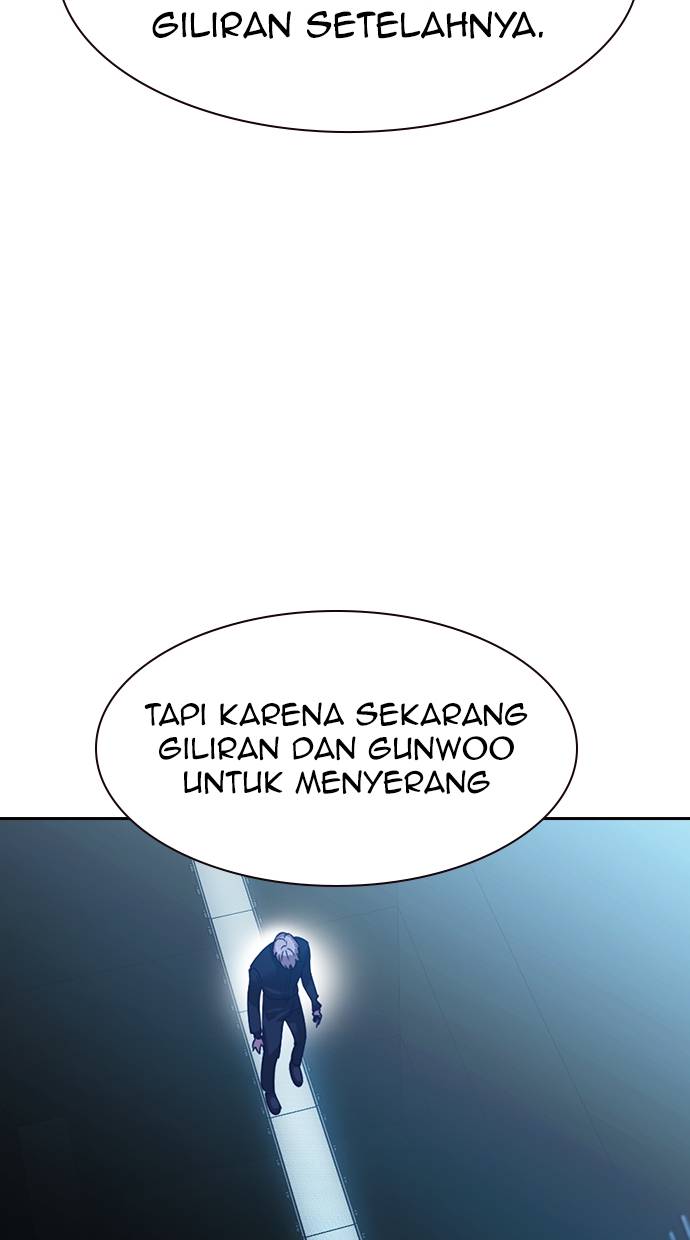 GILIRAN SETELAHNYA.
TAPI KARENA SEKARANG
GILIRAN DAN GUNWOO
UNTUK MENYERANG